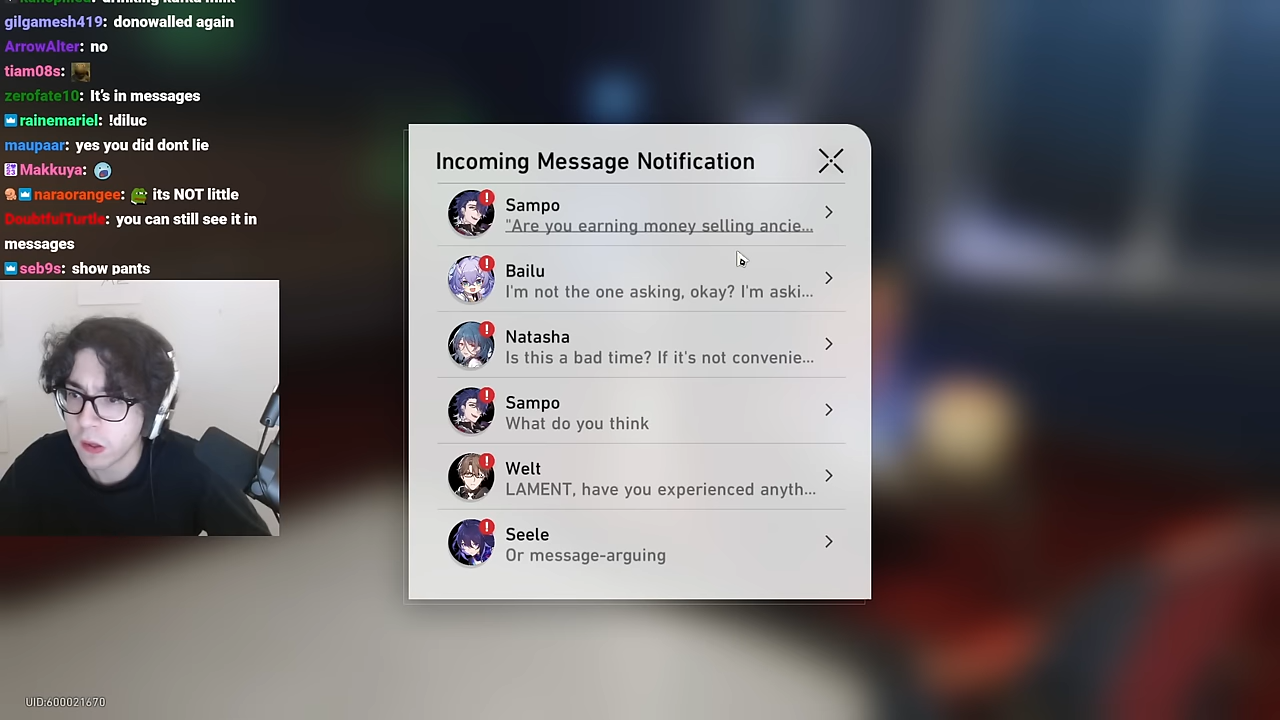 drinking kafka milk
gilgamesh419: donowalled again
ArrowAlter: no
tiam08s:
zerofate10: It's in messages
rainemariel: !diluc
maupaar: yes you did dont lie
Makkuya:
naraorangee: its NOT little
DoubtfulTurtle: you can still see it in
messages
seb9s: show pants
Incoming Message Notification
Sampo
"Are you earning money selling ancie...
Bailu
I'm not the one asking, okay? I'm aski...
Natasha
Is this a bad time? If it's not convenie...
Sampo
What do you think
Welt
LAMENT, have you experienced anyth...
Seele
Or message-arguing
UID:600021670